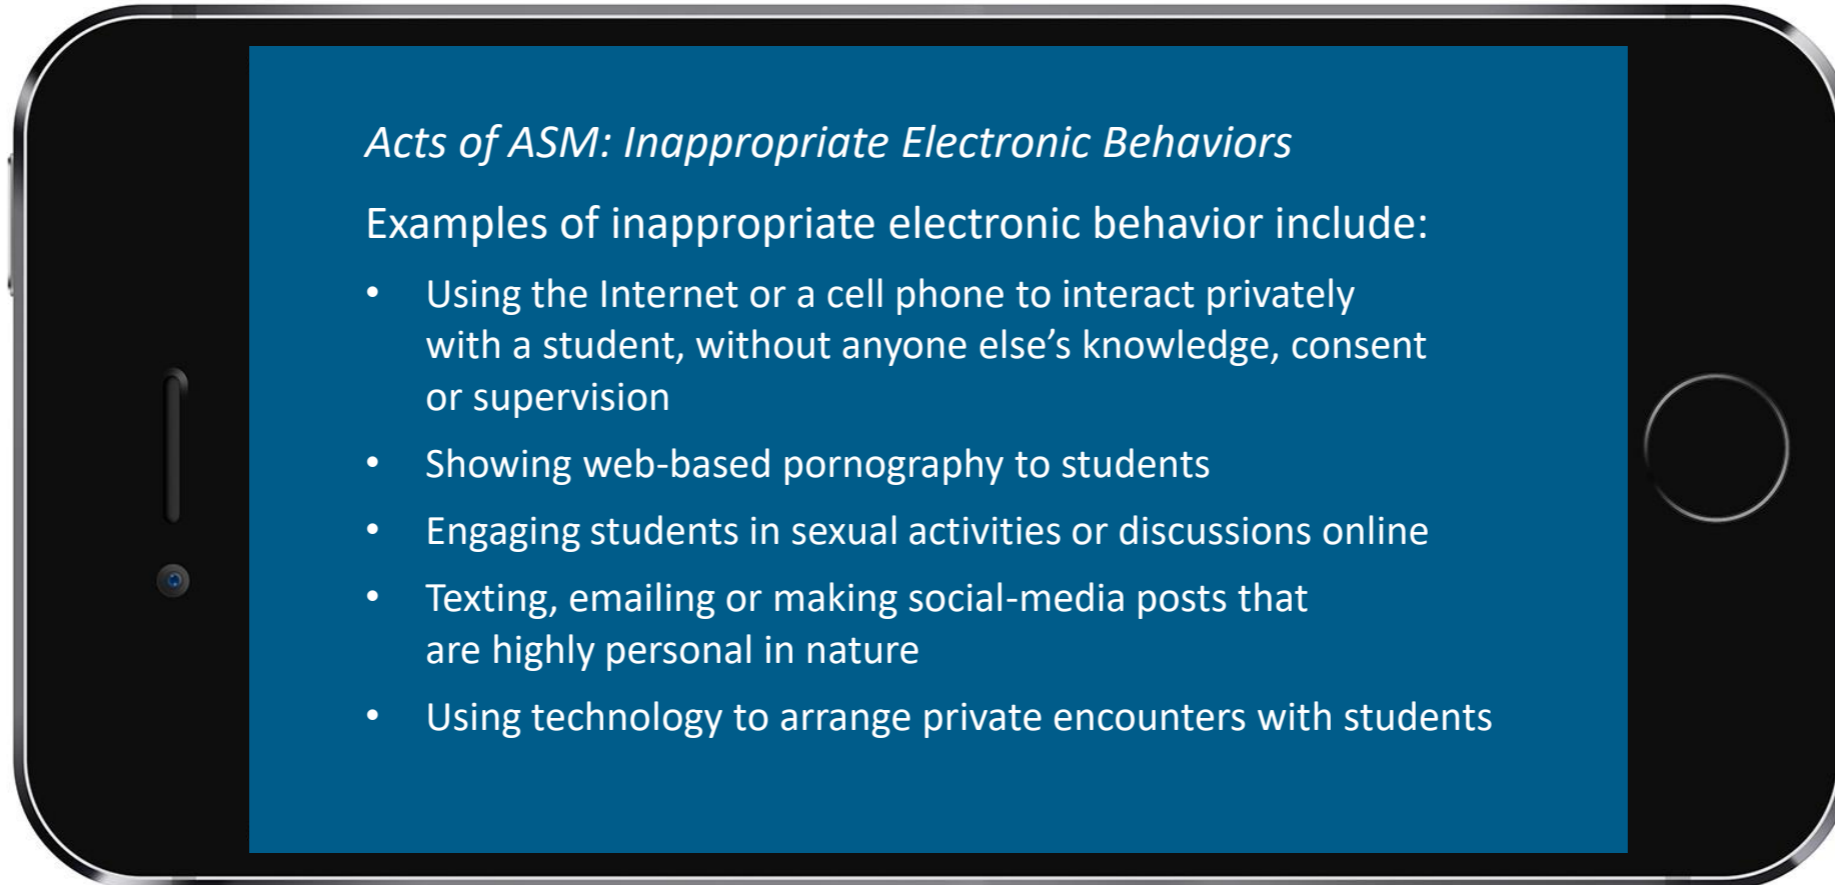 Acts of ASM: Inappropriate Electronic Behaviors
Examples of inappropriate electronic behavior include:
• Using the Internet or a cell phone to interact privately
with a student, without anyone else’s knowledge, consent
or supervision
• Showing web-based pornography to students
• Engaging students in sexual activities or discussions online
• Texting, emailing or making social-media posts that
are highly personal in nature
• Using technology to arrange private encounters with students